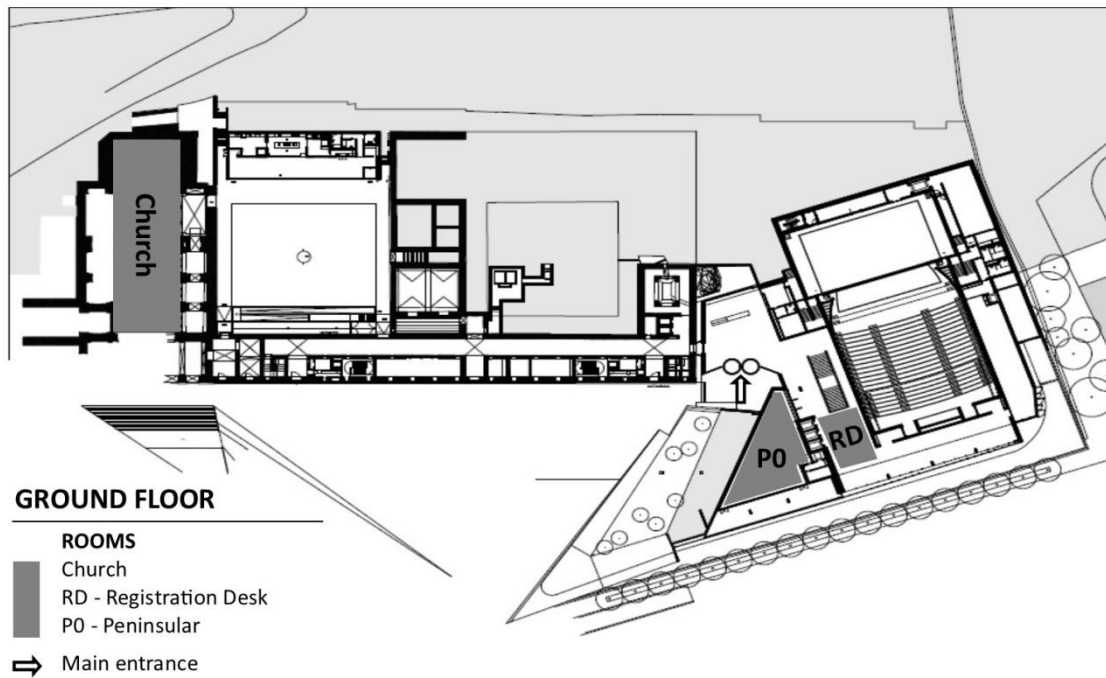 Church
P0
RD
GROUND FLOOR
ROOMS
Church
RD - Registration Desk
P0 - Peninsular
Main entrance